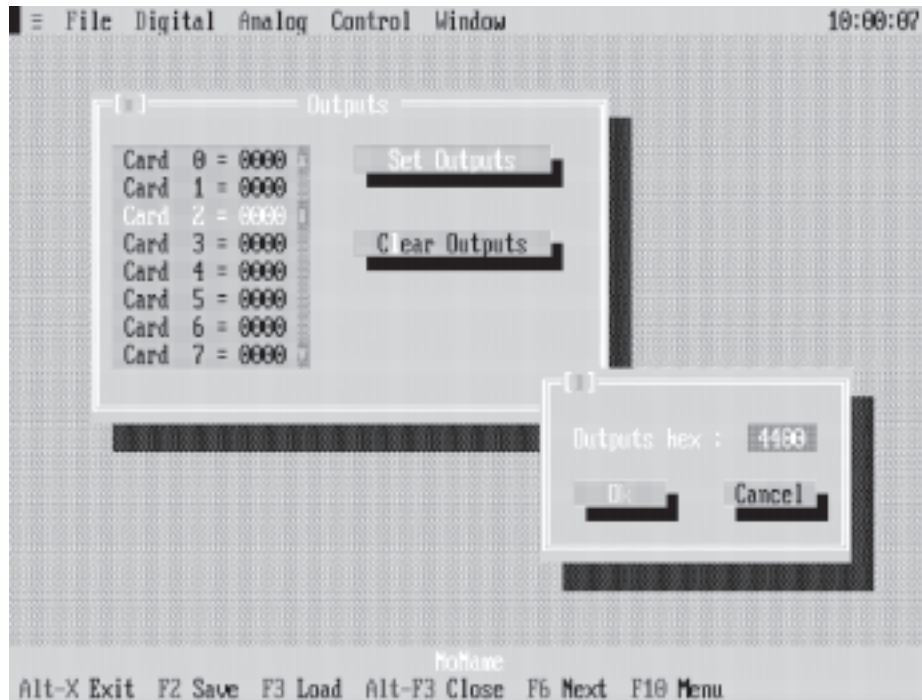 ≡ File Digital Analog Control Window 10:00:07
Outputs
Card 0 = 0000
Card 1 = 0000
Card 2 = 0000
Card 3 = 0000
Card 4 = 0000
Card 5 = 0000
Card 6 = 0000
Card 7 = 0000
Set Outputs
Clear Outputs
Outputs hex : 4400
Ok Cancel
NoName
Alt-X Exit F2 Save F3 Load Alt-F3 Close F6 Next F10 Menu